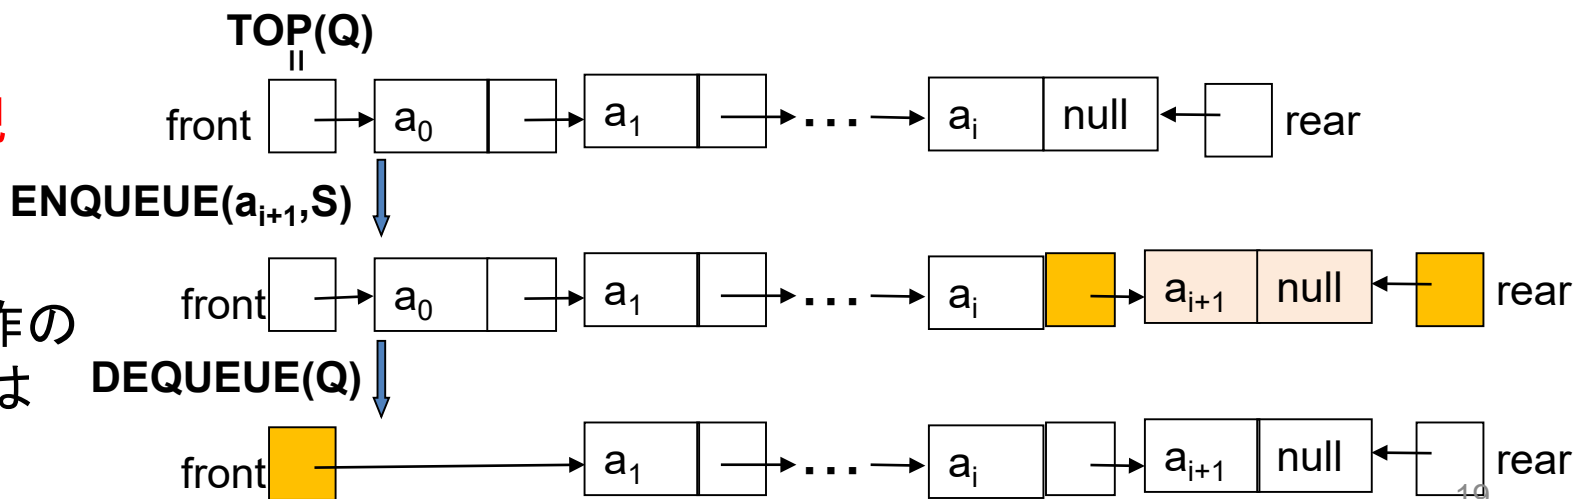 TOP(Q)
=
front a₀ a₁ ... aᵢ null rear
ENQUEUE(aᵢ₊₁,S)
front a₀ a₁ ... aᵢ aᵢ₊₁ null rear
作の
は DEQUEUE(Q)
front a₁ ... aᵢ aᵢ₊₁ null rear
19